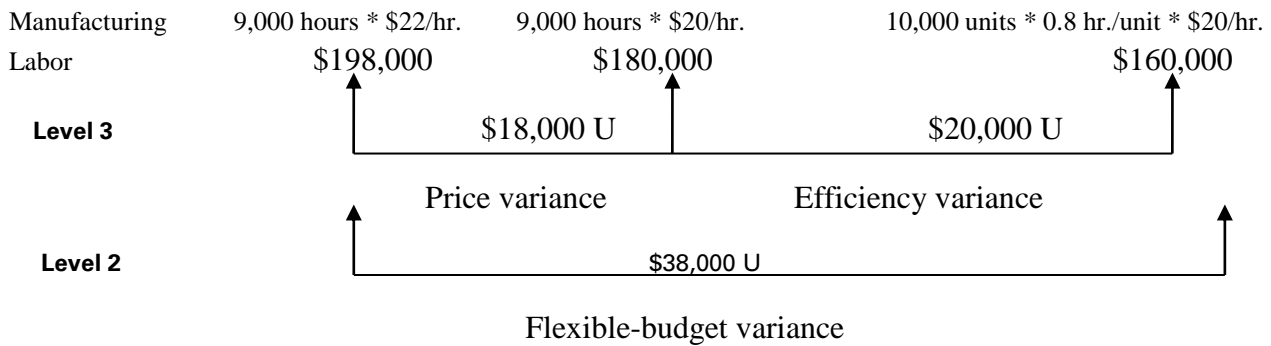 Manufacturing 9,000 hours * $22/hr. 9,000 hours * $20/hr. 10,000 units * 0.8 hr./unit * $20/hr.
Labor $198,000 $180,000 $160,000
Level 3 $18,000 U $20,000 U
Price variance Efficiency variance
Level 2 $38,000 U
Flexible-budget variance